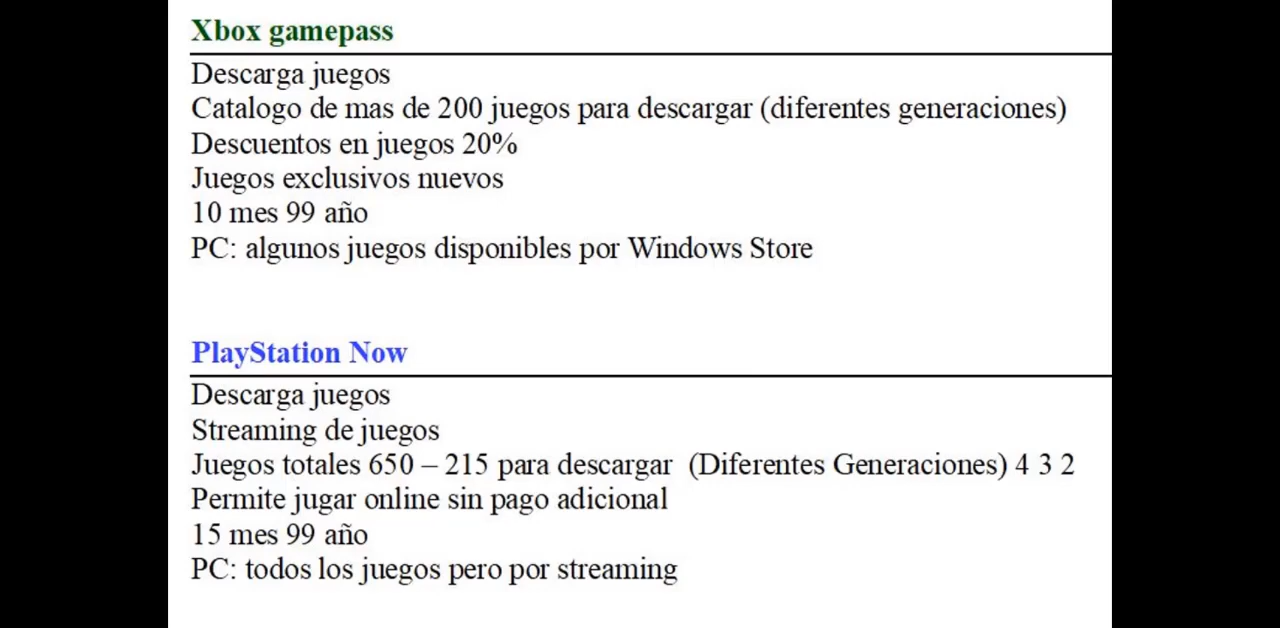 Xbox gamepass
Descarga juegos
Catalogo de mas de 200 juegos para descargar (diferentes generaciones)
Descuentos en juegos 20%
Juegos exclusivos nuevos
10 mes 99 año
PC: algunos juegos disponibles por Windows Store
PlayStation Now
Descarga juegos
Streaming de juegos
Juegos totales 650 – 215 para descargar (Diferentes Generaciones) 4 3 2
Permite jugar online sin pago adicional
15 mes 99 año
PC: todos los juegos pero por streaming